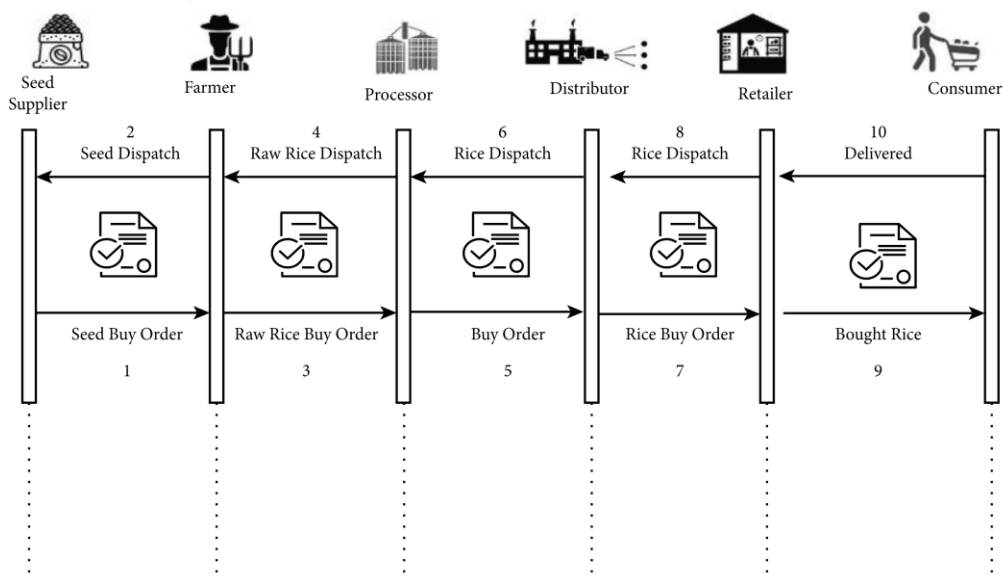 Seed
Supplier
Farmer
Processor
Distributor
Retailer
Consumer
2
Seed Dispatch
4
Raw Rice Dispatch
6
Rice Dispatch
8
Rice Dispatch
10
Delivered
Seed Buy Order
1
Raw Rice Buy Order
3
Buy Order
5
Rice Buy Order
7
Bought Rice
9